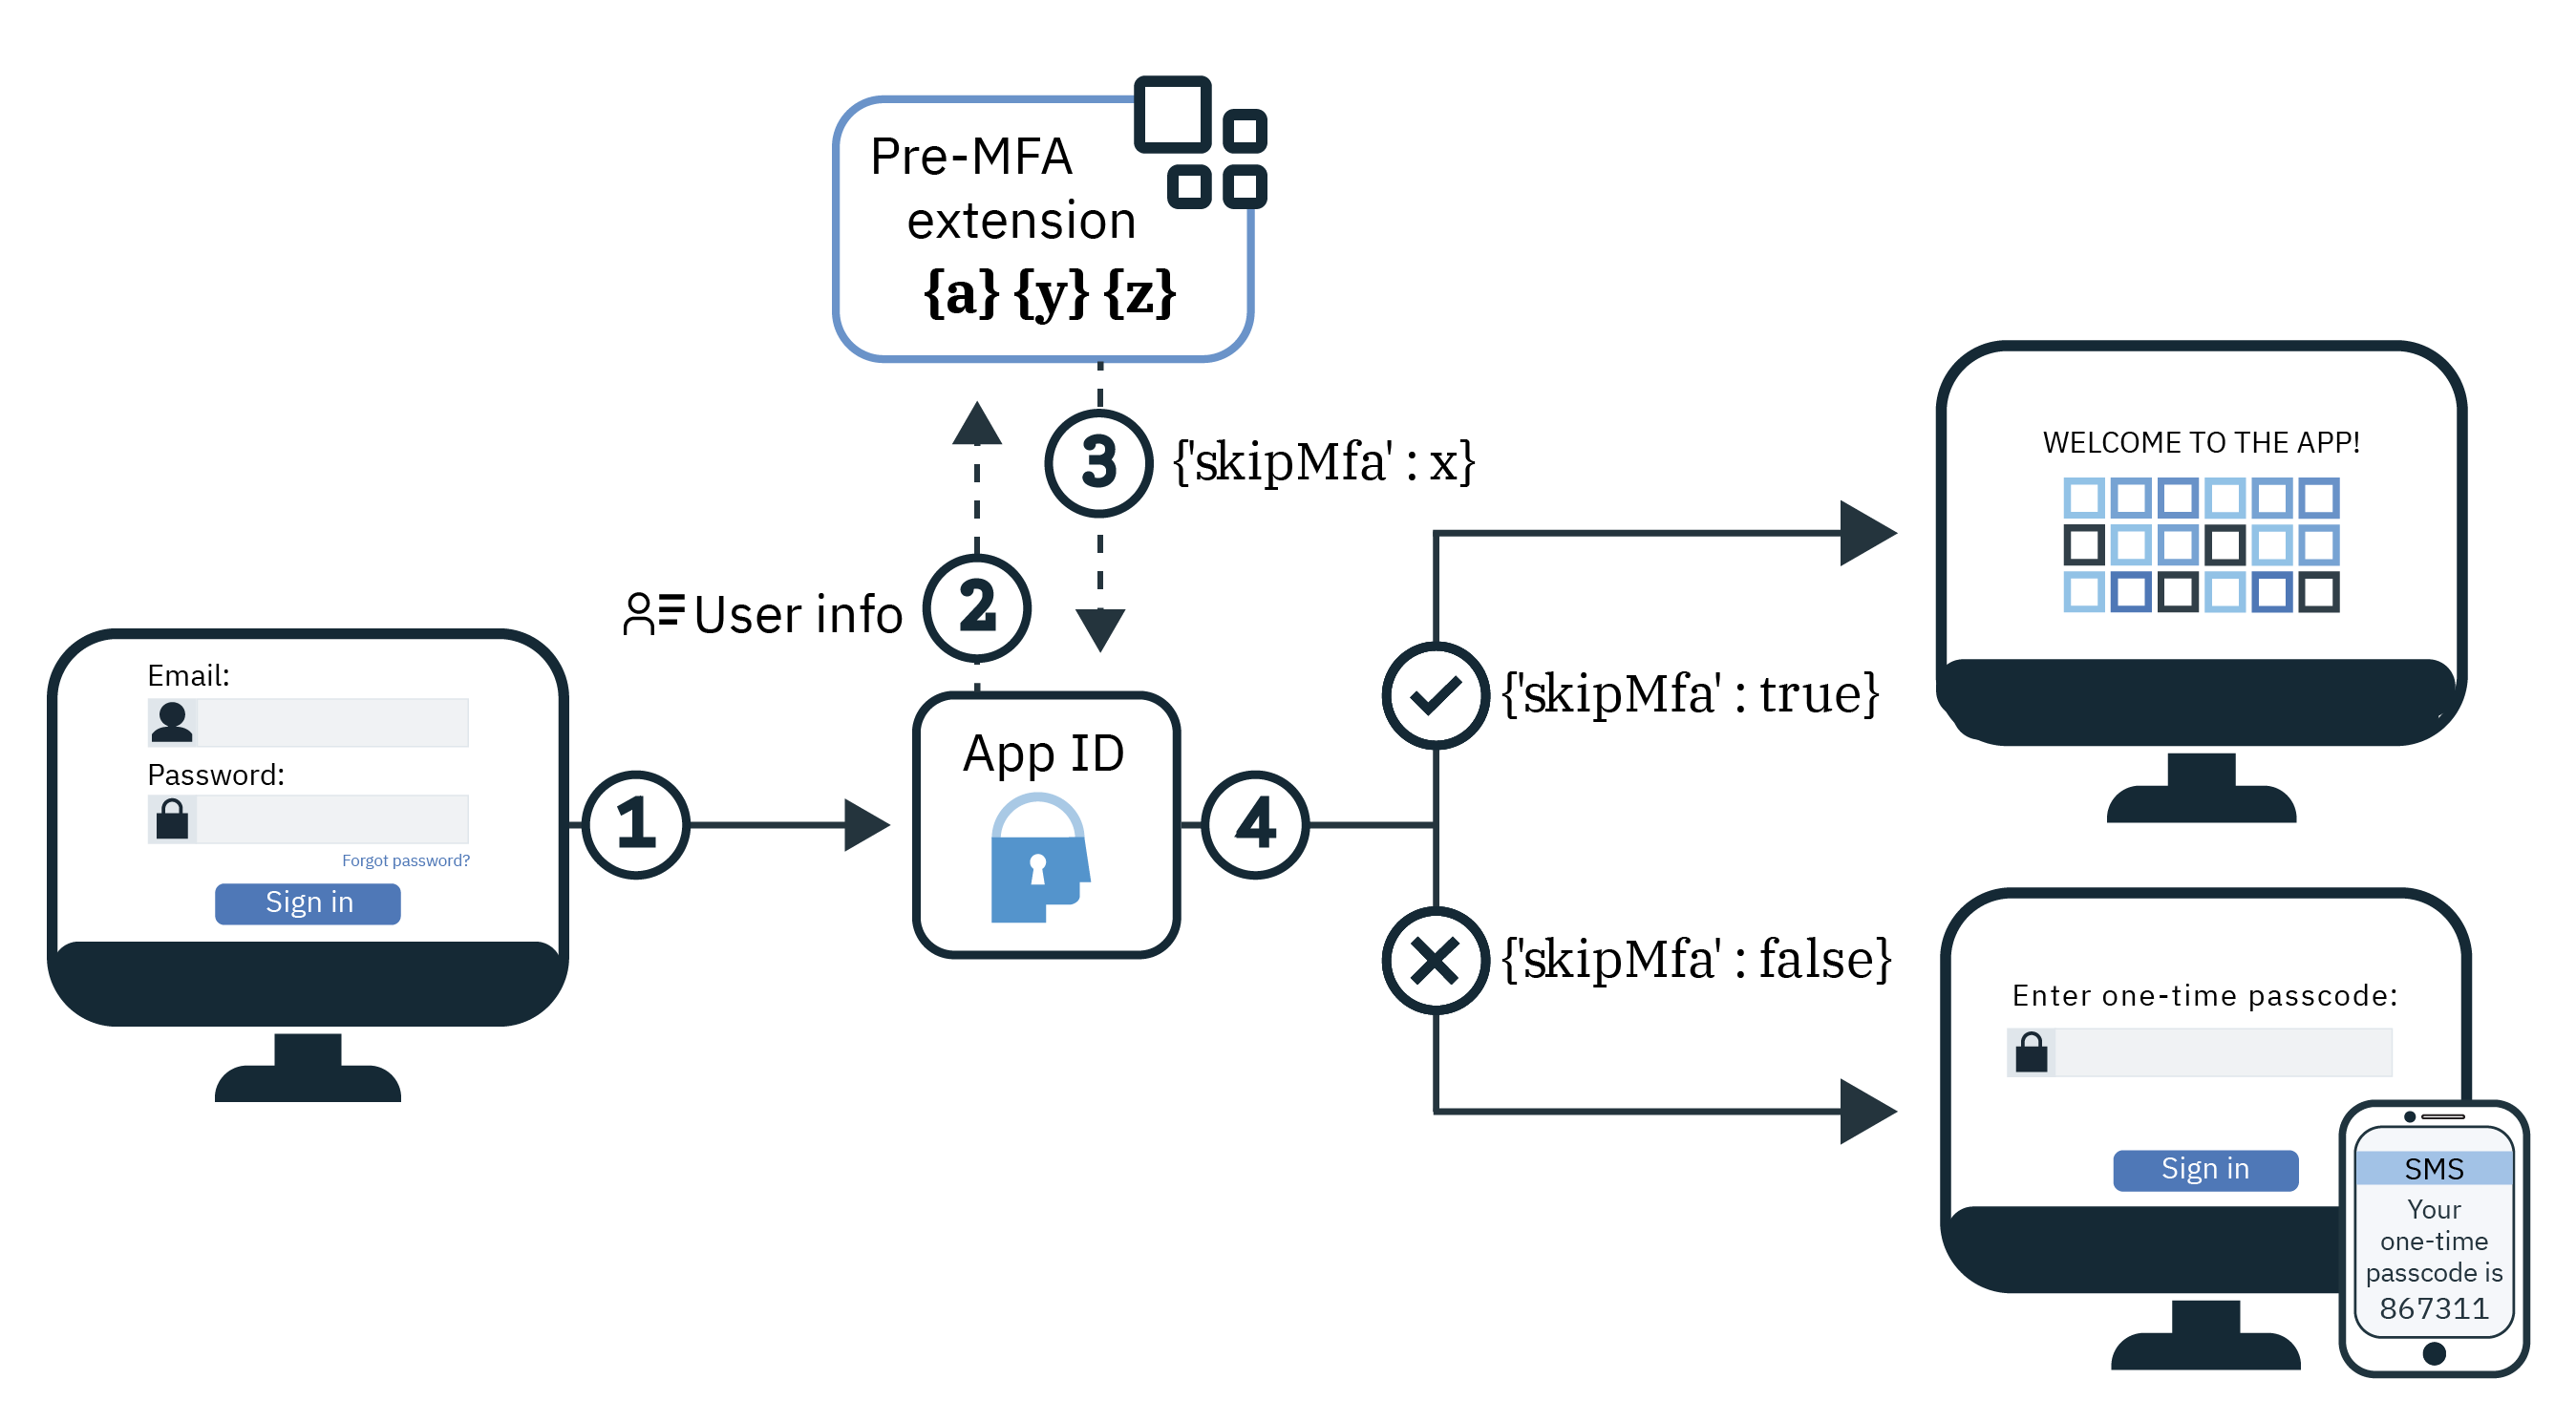 Pre-MFA
extension
{a} {y} {z}
3
{'skipMfa' : x}
User info
2
Email:
Password:
Forgot password?
Sign in
1
App ID
4
{'skipMfa' : true}
{'skipMfa' : false}
WELCOME TO THE APP!
Enter one-time passcode:
Sign in
SMS
Your
one-time
passcode is
867311